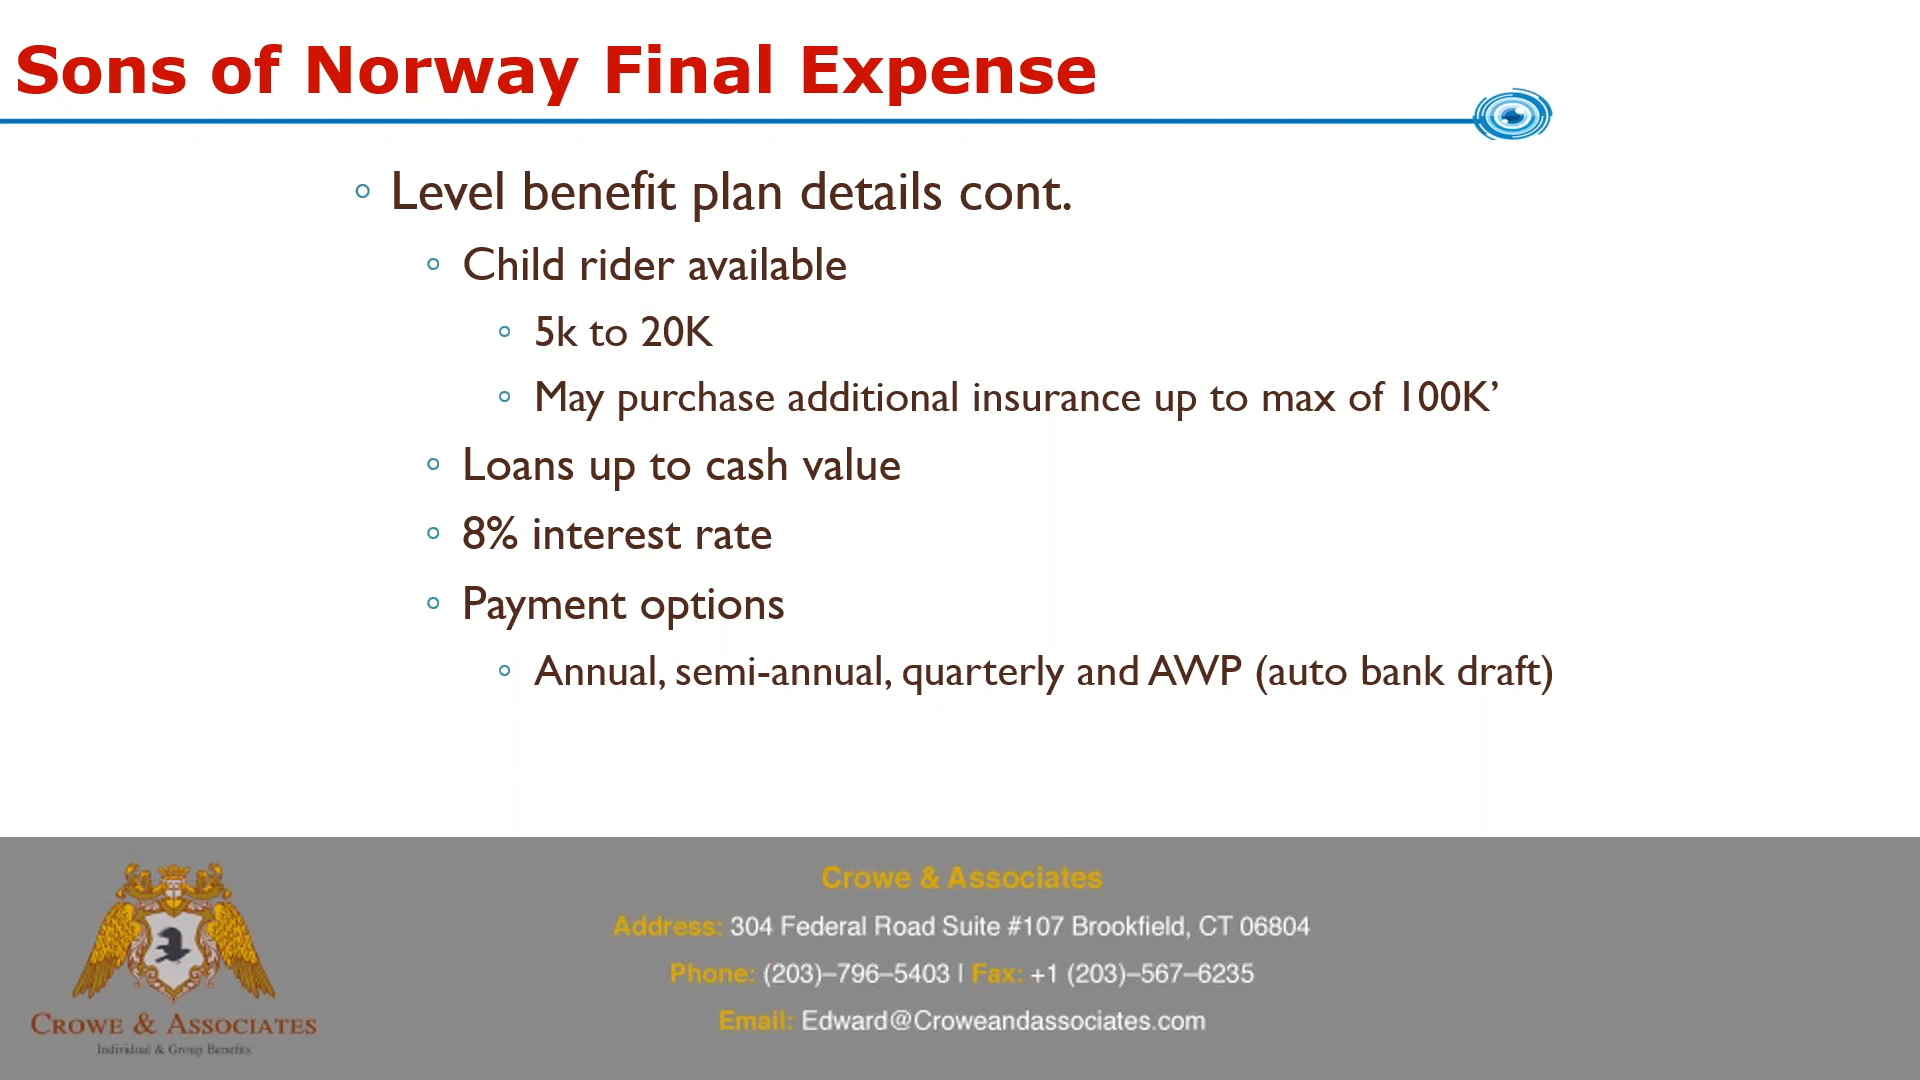 Sons of Norway Final Expense
Level benefit plan details cont.
Child rider available
5k to 20K
May purchase additional insurance up to max of 100K’
Loans up to cash value
8% interest rate
Payment options
Annual, semi-annual, quarterly and AWP (auto bank draft)
Crowe & Associates
Address: 304 Federal Road Suite #107 Brookfield, CT 06804
Phone: (203)–796–5403 | Fax: +1 (203)–567–6235
Email: Edward@Croweandassociates.com
Crowe & Associates
Individual & Group Benefits